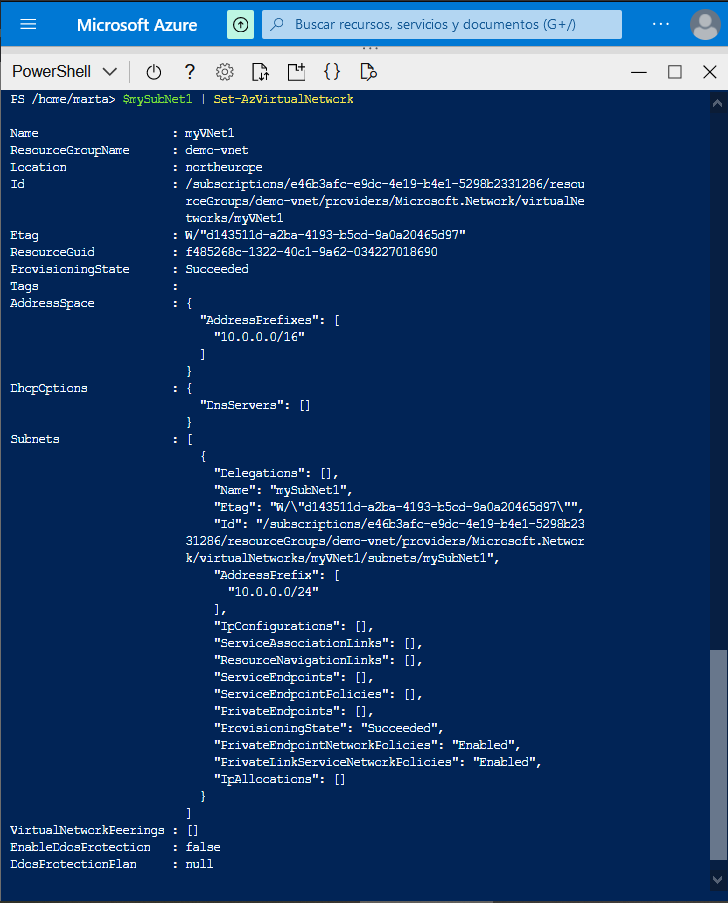 Microsoft Azure
Buscar recursos, servicios y documentos (G+/)
PowerShell
PS /home/marta> $mySubNet1 | Set-AzVirtualNetwork
Name : myVNet1
ResourceGroupName : demo-vnet
Location : northeurope
Id : /subscriptions/e46b3afc-e9dc-4e19-b4e1-5298b2331286/resou
rceGroups/demo-vnet/providers/Microsoft.Network/virtualNe
tworks/myVNet1
Etag : W/"d143511d-a2ba-4193-b5cd-9a0a20465d97"
ResourceGuid : f485268c-1322-40c1-9a62-034227018690
ProvisioningState : Succeeded
Tags :
AddressSpace : {
"AddressPrefixes": [
"10.0.0.0/16"
]
}
DhcpOptions : {
"DnsServers": []
}
Subnets : [
{
"Delegations": [],
"Name": "mySubNet1",
"Etag": "W/\"d143511d-a2ba-4193-b5cd-9a0a20465d97\"",
"Id": "/subscriptions/e46b3afc-e9dc-4e19-b4e1-5298b23
31286/resourceGroups/demo-vnet/providers/Microsoft.Networ
k/virtualNetworks/myVNet1/subnets/mySubNet1",
"AddressPrefix": [
"10.0.0.0/24"
],
"IpConfigurations": [],
"ServiceAssociationLinks": [],
"ResourceNavigationLinks": [],
"ServiceEndpoints": [],
"ServiceEndpointPolicies": [],
"PrivateEndpoints": [],
"ProvisioningState": "Succeeded",
"PrivateEndpointNetworkPolicies": "Enabled",
"PrivateLinkServiceNetworkPolicies": "Enabled",
"IpAllocations": []
}
]
VirtualNetworkPeerings : []
EnableDdosProtection : false
DdosProtectionPlan : null